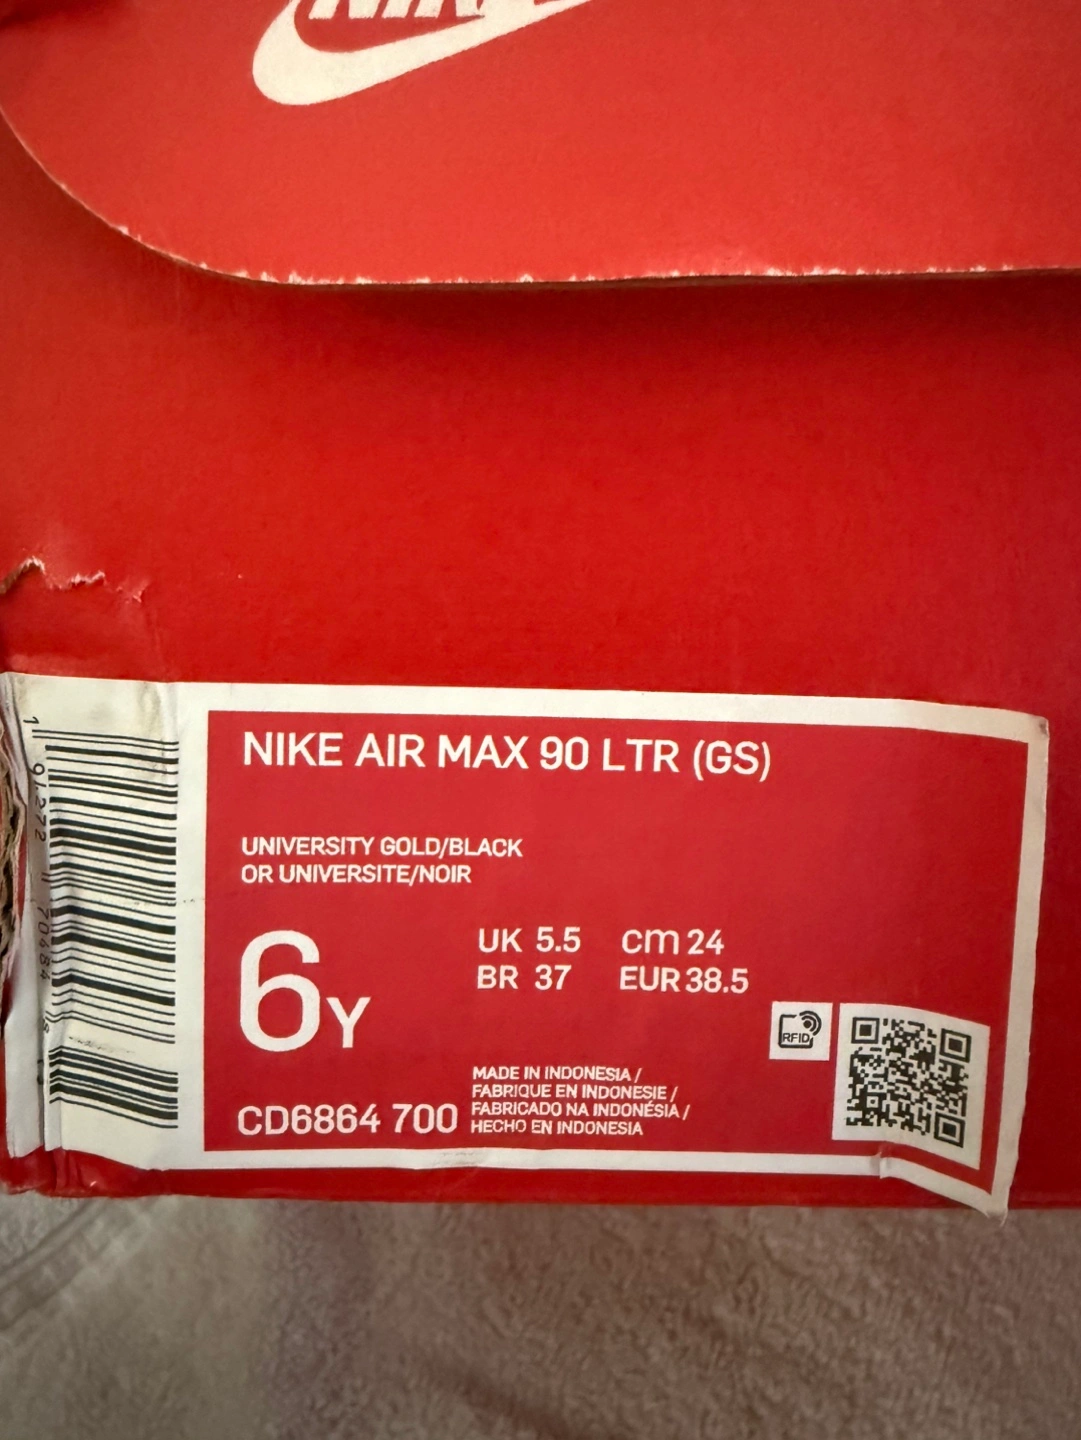 NIKE
NIKE AIR MAX 90 LTR (GS)
UNIVERSITY GOLD/BLACK
OR UNIVERSITE/NOIR
6Y
UK 5.5 cm 24
BR 37 EUR 38.5
RFID
MADE IN INDONESIA /
FABRIQUE EN INDONESIE /
FABRICADO NA INDONÉSIA /
HECHO EN INDONESIA
CD6864 700